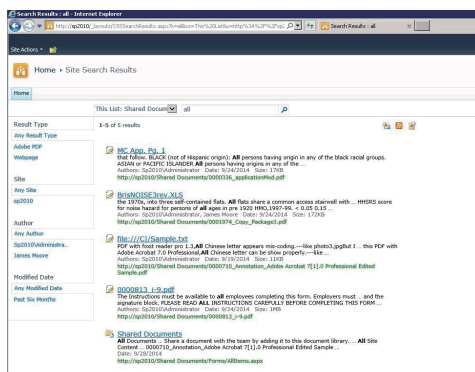 Search Results : all - Internet Explorer
http://sp2010/_layouts/OSSSearchResults.aspx?k=all&cs=This%20List&u=http%3A%2F%2Fsp2
Search Results : all
Site Actions
Home ▸ Site Search Results
Home
This List: Shared Docum
all
Result Type
Any Result Type
Adobe PDF
Webpage
Site
Any Site
sp2010
Author
Any Author
Sp2010\Administra...
James Moore
Modified Date
Any Modified Date
Past Six Months
1-5 of 5 results
MC App, Pg. 1
that follow. BLACK (not of Hispanic origin): All persons having origin in any of the black racial groups.
ASIAN or PACIFIC ISLANDER All persons having origins in any of the ...
Authors: Sp2010\Administrator Date: 9/24/2014 Size: 17KB
http://sp2010/Shared Documents/0000336_applicationMod.pdf
BrisNOISE3rev.XLS
the 1970s, into three self-contained flats. All flats share a common access stairwell with ... HHSRS score
for noise hazard for persons of all ages in pre 1920 HMO,1997-99. < 0.05 0.15 ...
Authors: Sp2010\Administrator, James Moore Date: 9/24/2014 Size: 172KB
http://sp2010/Shared Documents/0001974_Copy_Package3.pdf
file:///C|/Sample.txt
PDF with foxit reader pro 1.3,All Chinese letter appears mis-coding.---like photo3.jpgBut I ... this PDF with
Adobe Acrobat 7.0 Professional,All Chinese letter can be show properly.----like ...
Authors: Sp2010\Administrator Date: 9/19/2014 Size: 11KB
http://sp2010/Shared Documents/0000710_Annotation_Adobe Acrobat 7[1].0 Professional Edited
Sample.pdf
0000813_i-9.pdf
The Instructions must be available to all employees completing this form. Employers must ... and the
signature block. PLEASE READ ALL INSTRUCTIONS CAREFULLY BEFORE COMPLETING THIS FORM ...
Authors: Sp2010\Administrator Date: 9/24/2014 Size: 1MB
http://sp2010/Shared Documents/0000813_i-9.pdf
Shared Documents
All Documents ... Share a document with the team by adding it to this document library. ... All Site
Content ... 0000710_Annotation_Adobe Acrobat 7[1].0 Professional Edited Sample ...
Date: 9/28/2014
http://sp2010/Shared Documents/Forms/AllItems.aspx